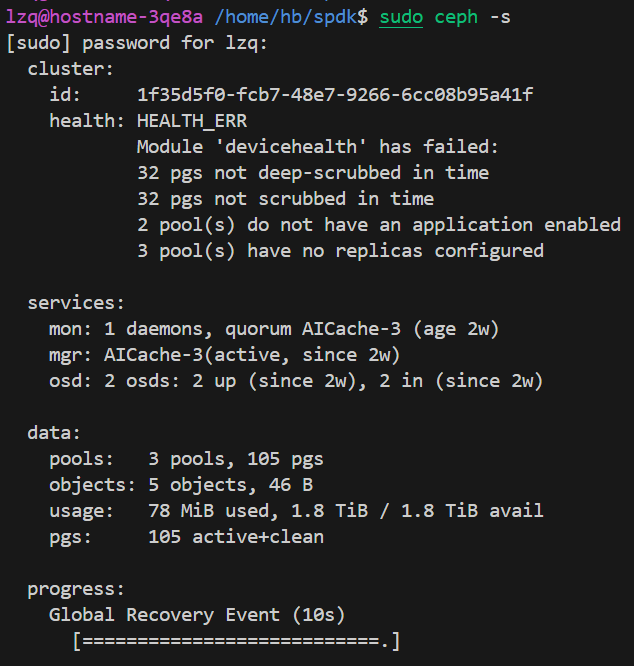 lzq@hostname-3qe8a /home/hb/spdk$ sudo ceph -s
[sudo] password for lzq:
  cluster:
    id:     1f35d5f0-fcb7-48e7-9266-6cc08b95a41f
    health: HEALTH_ERR
            Module 'devicehealth' has failed:
            32 pgs not deep-scrubbed in time
            32 pgs not scrubbed in time
            2 pool(s) do not have an application enabled
            3 pool(s) have no replicas configured

  services:
    mon: 1 daemons, quorum AICache-3 (age 2w)
    mgr: AICache-3(active, since 2w)
    osd: 2 osds: 2 up (since 2w), 2 in (since 2w)

  data:
    pools:   3 pools, 105 pgs
    objects: 5 objects, 46 B
    usage:   78 MiB used, 1.8 TiB / 1.8 TiB avail
    pgs:     105 active+clean

  progress:
    Global Recovery Event (10s)
      [===========================.]